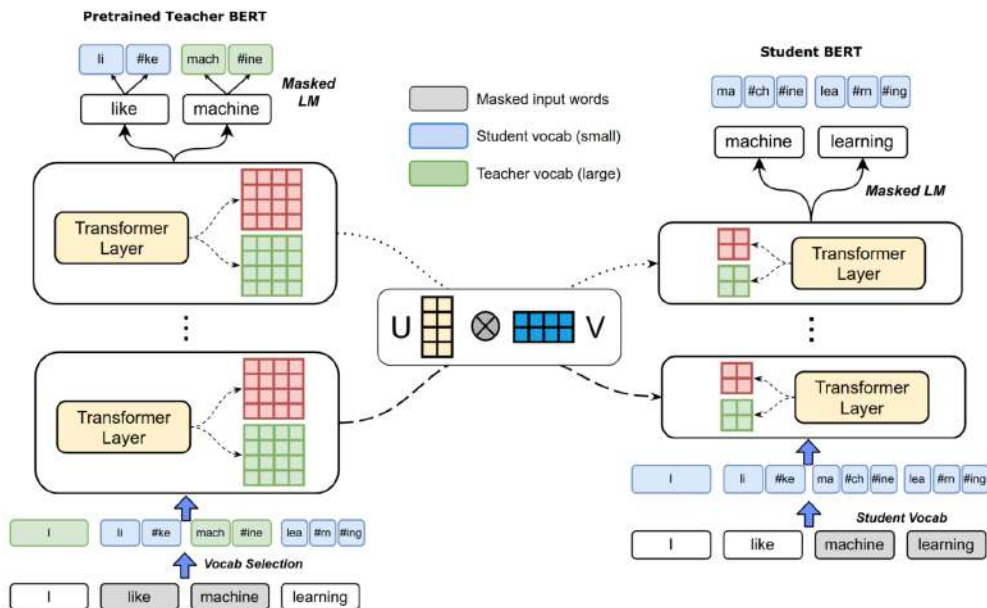 Pretrained Teacher BERT
li #ke mach #ine
Masked
LM
like machine
Transformer
Layer
Transformer
Layer
I li #ke mach #ine lea #rn #ing
Vocab Selection
I like machine learning
Masked input words
Student vocab (small)
Teacher vocab (large)
U V
Student BERT
ma #ch #ine lea #rn #ing
machine learning
Masked LM
Transformer
Layer
Transformer
Layer
I li #ke ma #ch #ine lea #rn #ing
Student Vocab
I like machine learning